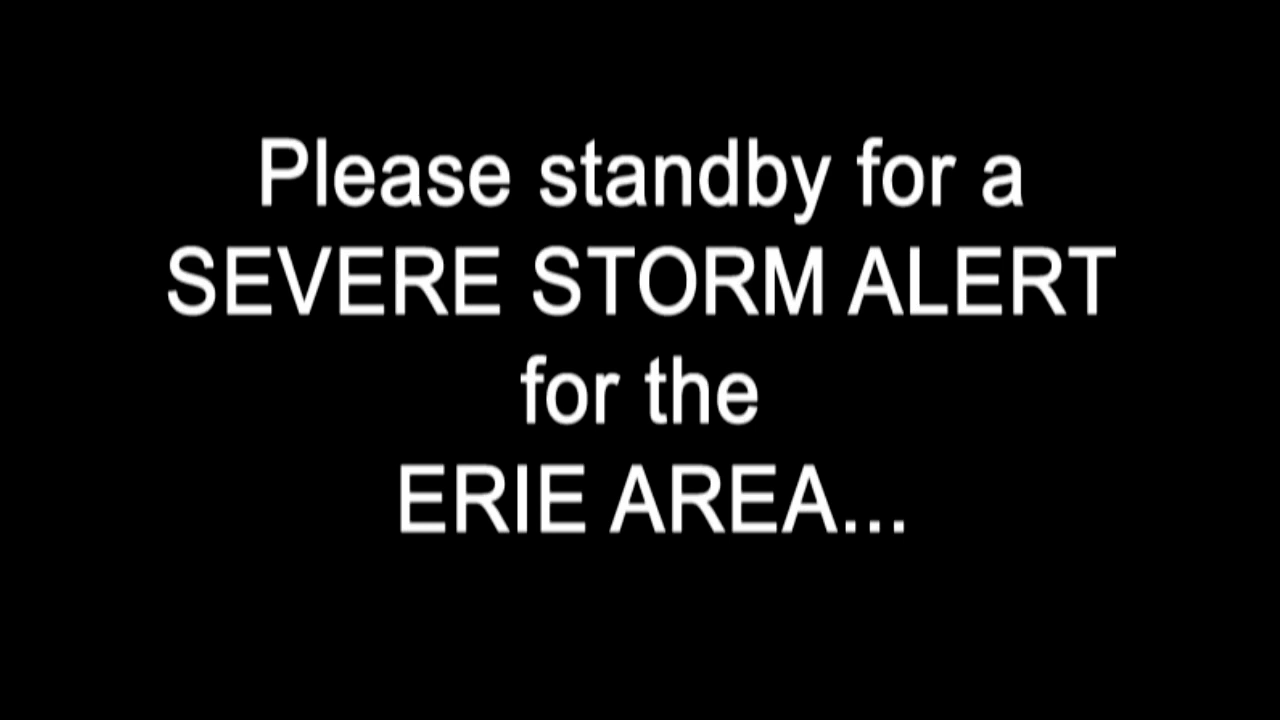 Please standby for a
SEVERE STORM ALERT
for the
ERIE AREA...